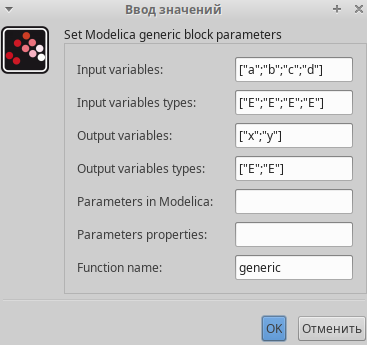 Ввод значений
Set Modelica generic block parameters
Input variables: ["a";"b";"c";"d"]
Input variables types: ["E";"E";"E";"E"]
Output variables: ["x";"y"]
Output variables types: ["E";"E"]
Parameters in Modelica:
Parameters properties:
Function name: generic
OK Отменить